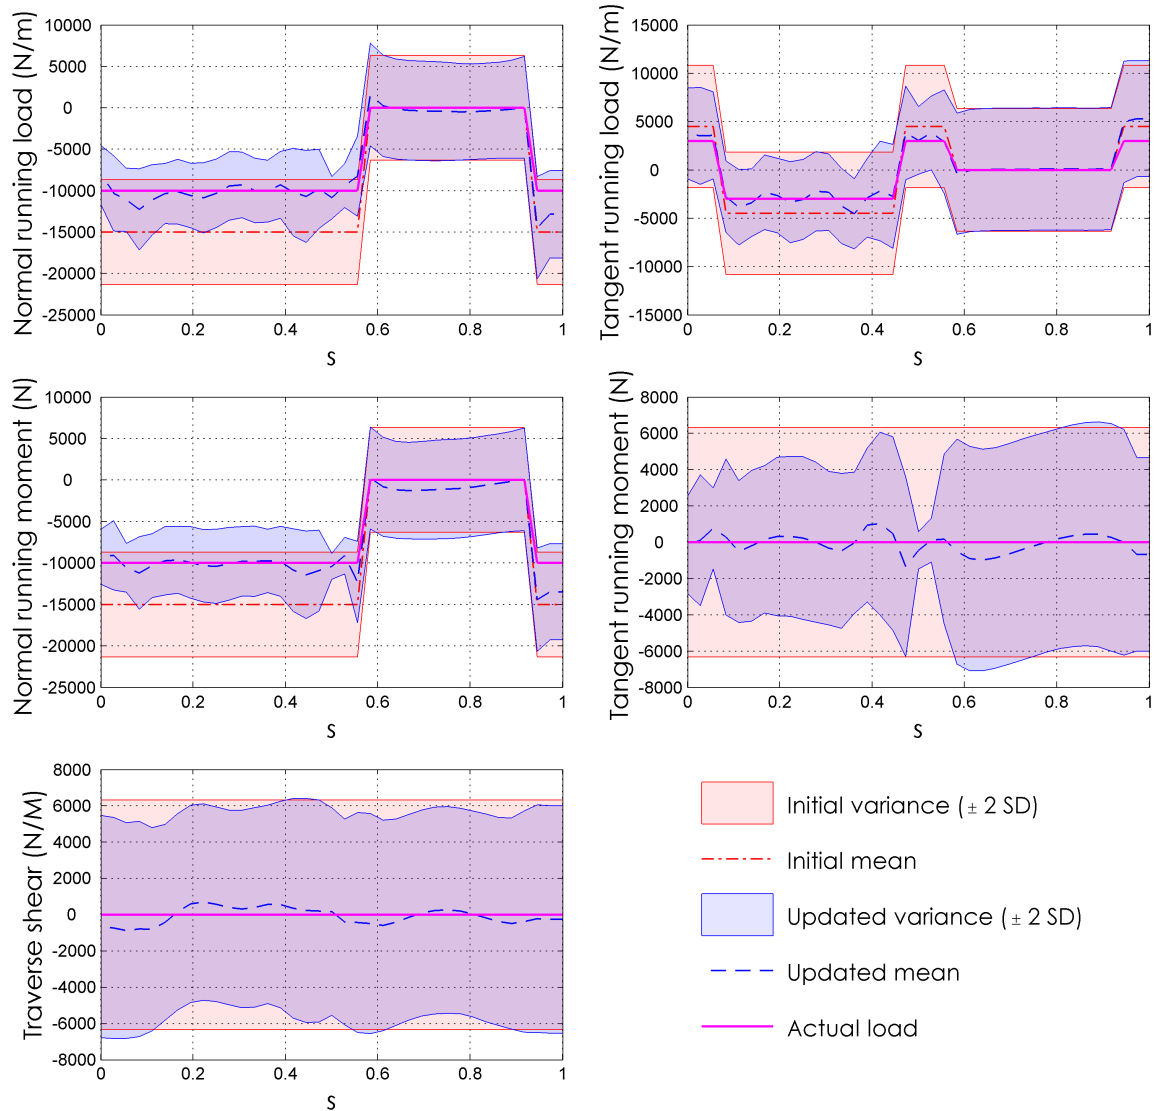 Normal running load (N/m)
10000
5000
0
-5000
-10000
-15000
-20000
-25000
0 0.2 0.4 0.6 0.8 1
s
Tangent running load (N/m)
15000
10000
5000
0
-5000
-10000
-15000
0 0.2 0.4 0.6 0.8 1
s
Normal running moment (N)
10000
5000
0
-5000
-10000
-15000
-20000
-25000
0 0.2 0.4 0.6 0.8 1
s
Tangent running moment (N)
8000
6000
4000
2000
0
-2000
-4000
-6000
-8000
0 0.2 0.4 0.6 0.8 1
s
Traverse shear (N/M)
8000
6000
4000
2000
0
-2000
-4000
-6000
-8000
0 0.2 0.4 0.6 0.8 1
s
Initial variance (± 2 SD)
Initial mean
Updated variance (± 2 SD)
Updated mean
Actual load